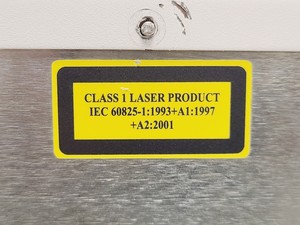 CLASS 1 LASER PRODUCT
IEC 60825-1:1993+A1:1997
+A2:2001